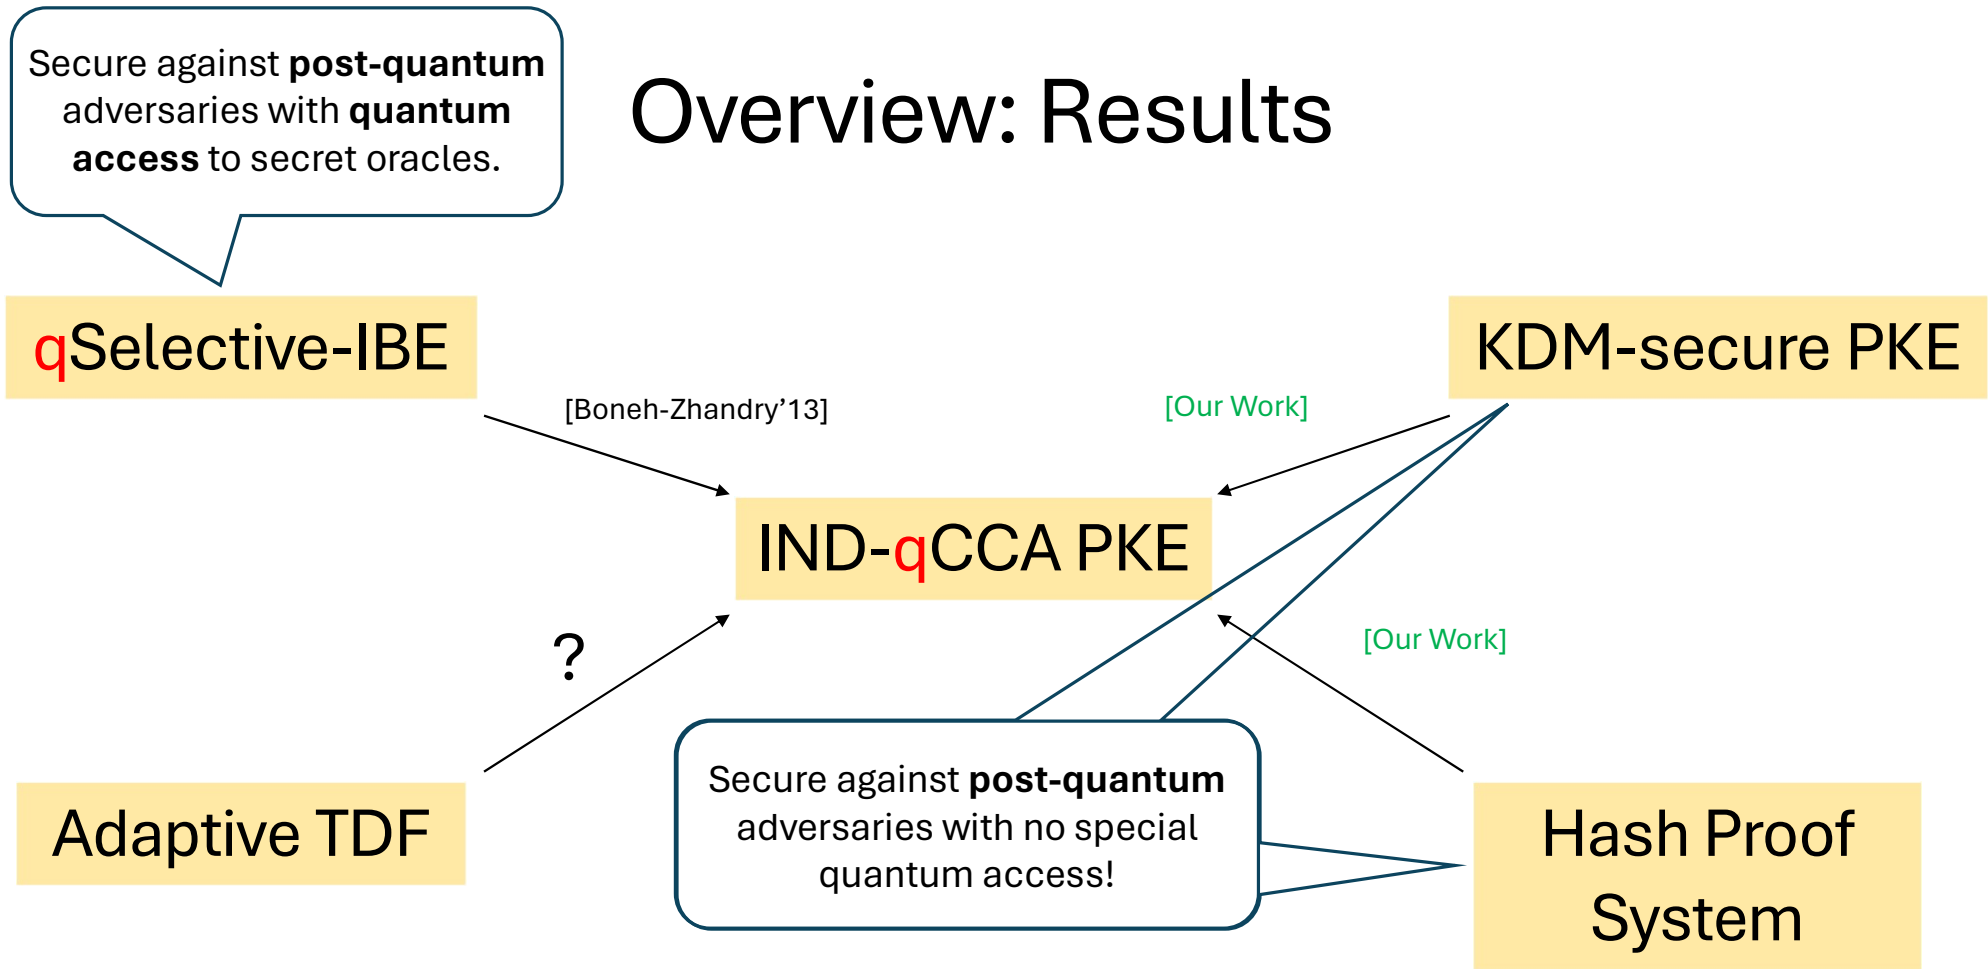 Secure against post-quantum
adversaries with quantum
access to secret oracles.
Overview: Results
qSelective-IBE
KDM-secure PKE
[Boneh-Zhandry’13]
[Our Work]
IND-qCCA PKE
?
[Our Work]
Adaptive TDF
Secure against post-quantum
adversaries with no special
quantum access!
Hash Proof
System